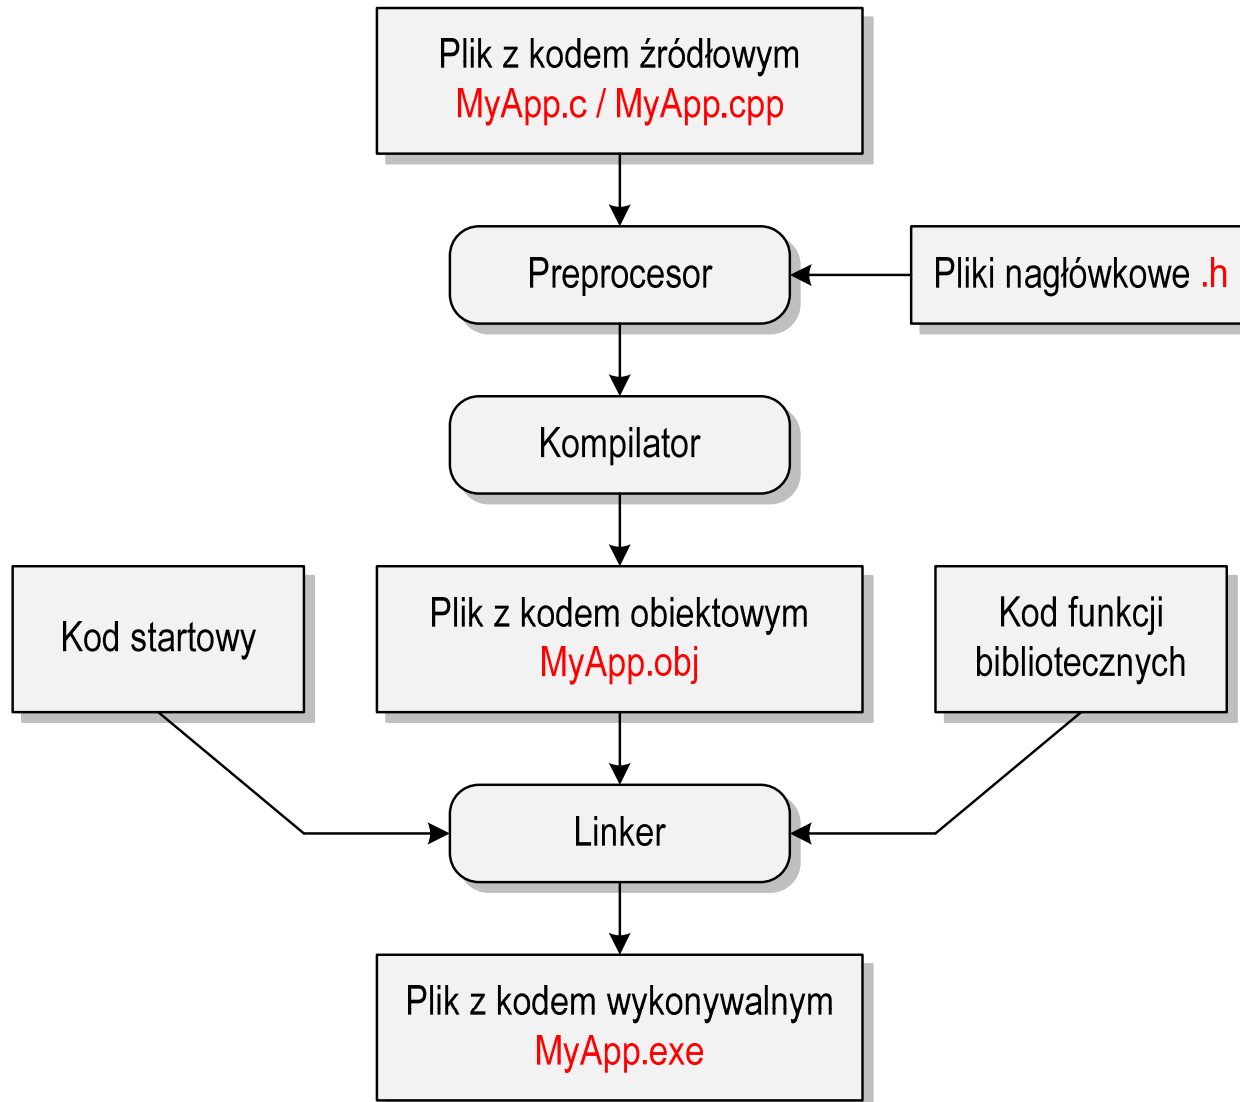 Plik z kodem źródłowym
MyApp.c / MyApp.cpp
Preprocesor
Pliki nagłówkowe .h
Kompilator
Kod startowy
Plik z kodem obiektowym
MyApp.obj
Kod funkcji
bibliotecznych
Linker
Plik z kodem wykonywalnym
MyApp.exe